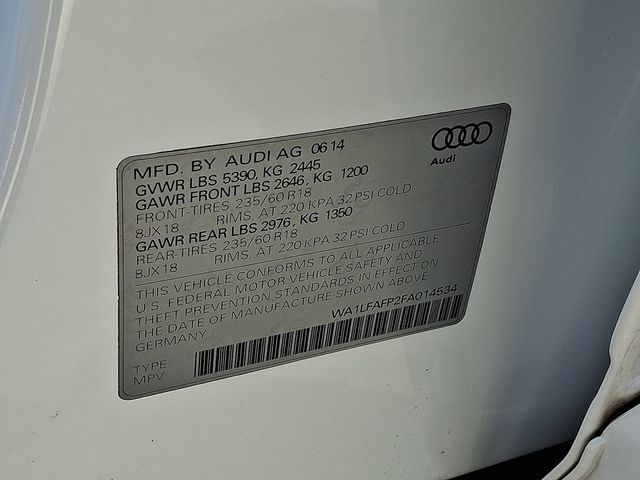 MFD. BY AUDI AG 06 14
Audi
GVWR LBS 5390, KG 2445
GAWR FRONT LBS 2646, KG 1200
FRONT-TIRES 235/60 R18
8JX18 RIMS, AT 220 KPA 32 PSI COLD
GAWR REAR LBS 2976, KG 1350
REAR-TIRES 235/60 R18
8JX18 RIMS, AT 220 KPA 32 PSI COLD
THIS VEHICLE CONFORMS TO ALL APPLICABLE
U.S. FEDERAL MOTOR VEHICLE SAFETY AND
THEFT PREVENTION STANDARDS IN EFFECT ON
THE DATE OF MANUFACTURE SHOWN ABOVE.
GERMANY WA1LFAFP2FA014534
TYPE
MPV